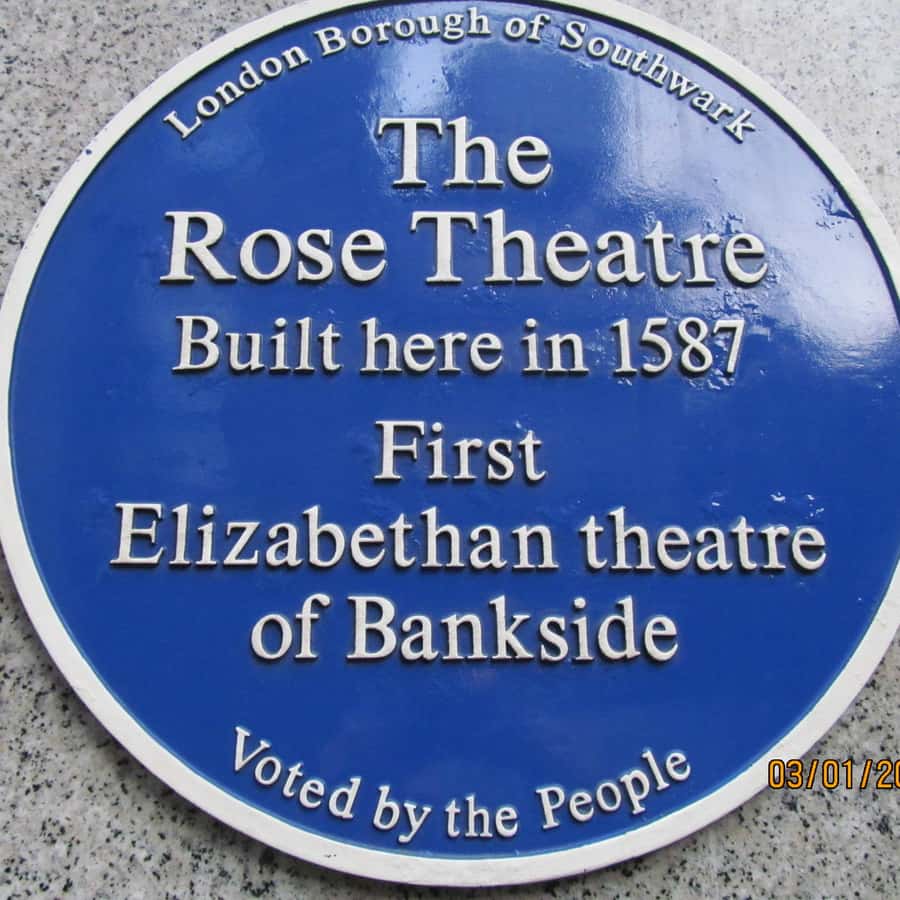 London Borough of Southwark
The
Rose Theatre
Built here in 1587
First
Elizabethan theatre
of Bankside
Voted by the People
03/01/20